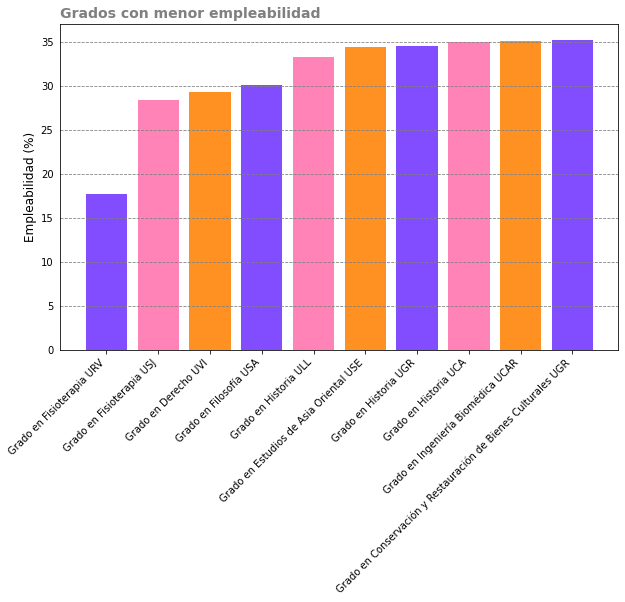 Grados con menor empleabilidad
Empleabilidad (%)
35
30
25
20
15
10
5
0
Grado en Fisioterapia URV
Grado en Fisioterapia USJ
Grado en Derecho UVI
Grado en Filosofía USA
Grado en Historia ULL
Grado en Estudios de Asia Oriental USE
Grado en Historia UGR
Grado en Historia UCA
Grado en Ingeniería Biomédica UCAR
Grado en Conservación y Restauración de Bienes Culturales UGR